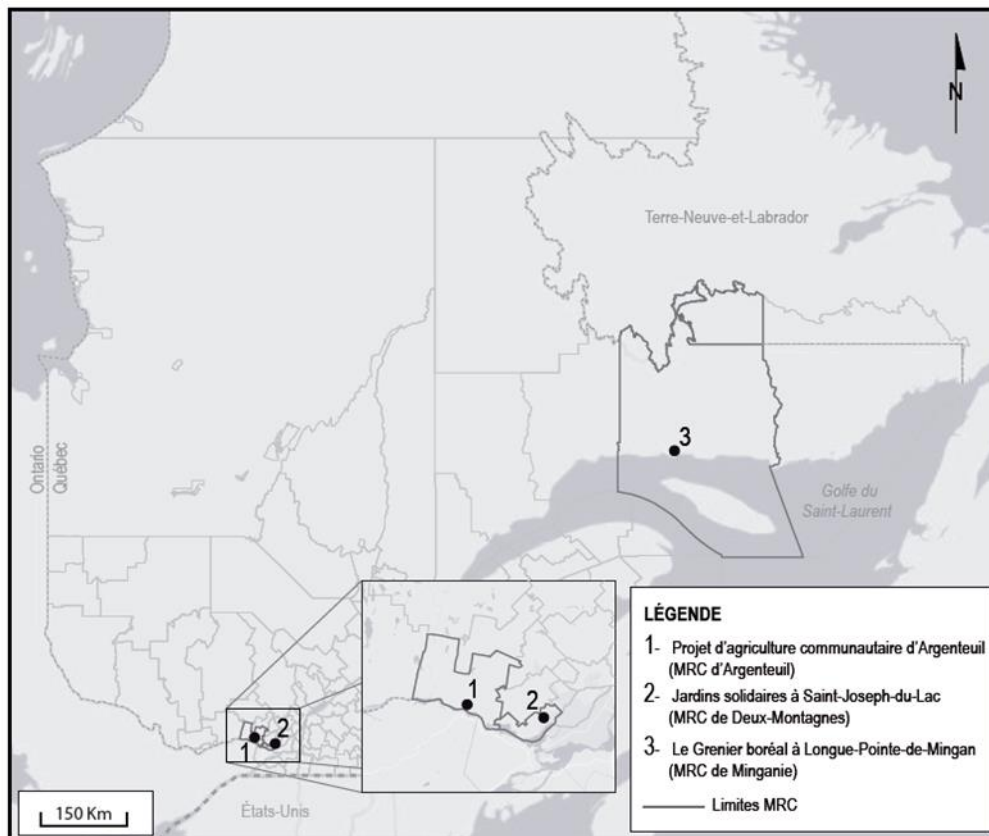 N
Terre-Neuve-et-Labrador
3
Ontario
Québec
Golfe du
Saint-Laurent
1
2
1
2
États-Unis
150 Km
LÉGENDE
1- Projet d'agriculture communautaire d'Argenteuil
(MRC d'Argenteuil)
2- Jardins solidaires à Saint-Joseph-du-Lac
(MRC de Deux-Montagnes)
3- Le Grenier boréal à Longue-Pointe-de-Mingan
(MRC de Minganie)
Limites MRC